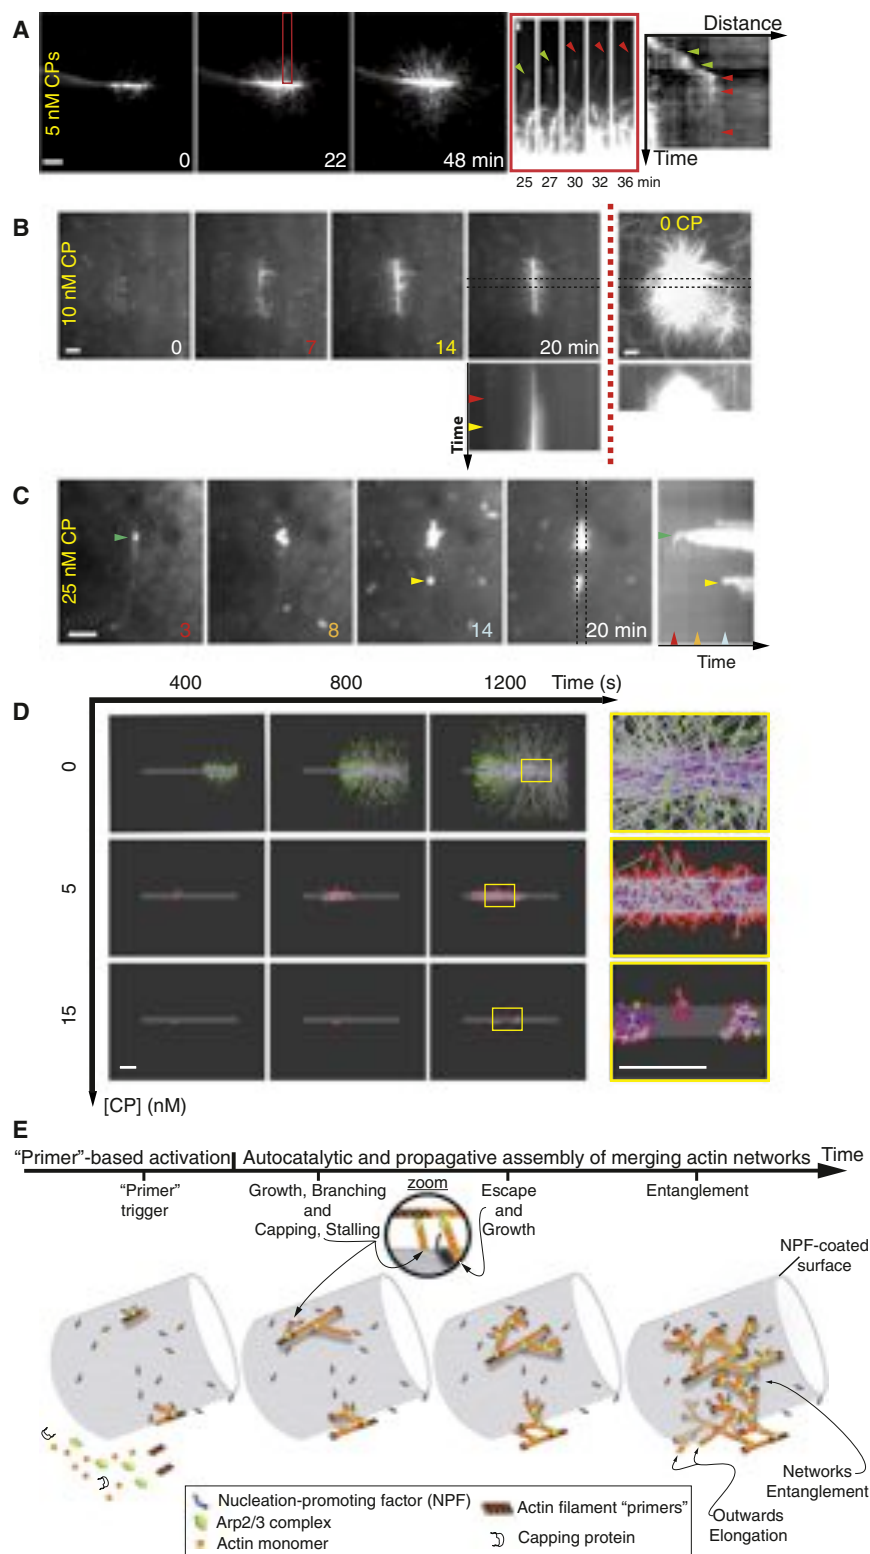 A
5 nM CPs
0
22
48 min
25 27 30 32 36 min
Distance
Time
B
10 nM CP
0
7
14
20 min
0 CP
Time
C
25 nM CP
3
8
14
20 min
Time
400 800 1200 Time (s)
D
0
5
15
[CP] (nM)
E
"Primer"-based activation
Autocatalytic and propagative assembly of merging actin networks
Time
"Primer"
trigger
Growth, Branching
and
Capping, Stalling
zoom
Escape
and
Growth
Entanglement
NPF-coated
surface
Networks
Entanglement
Outwards
Elongation
Nucleation-promoting factor (NPF)
Arp2/3 complex
Actin monomer
Actin filament "primers"
Capping protein